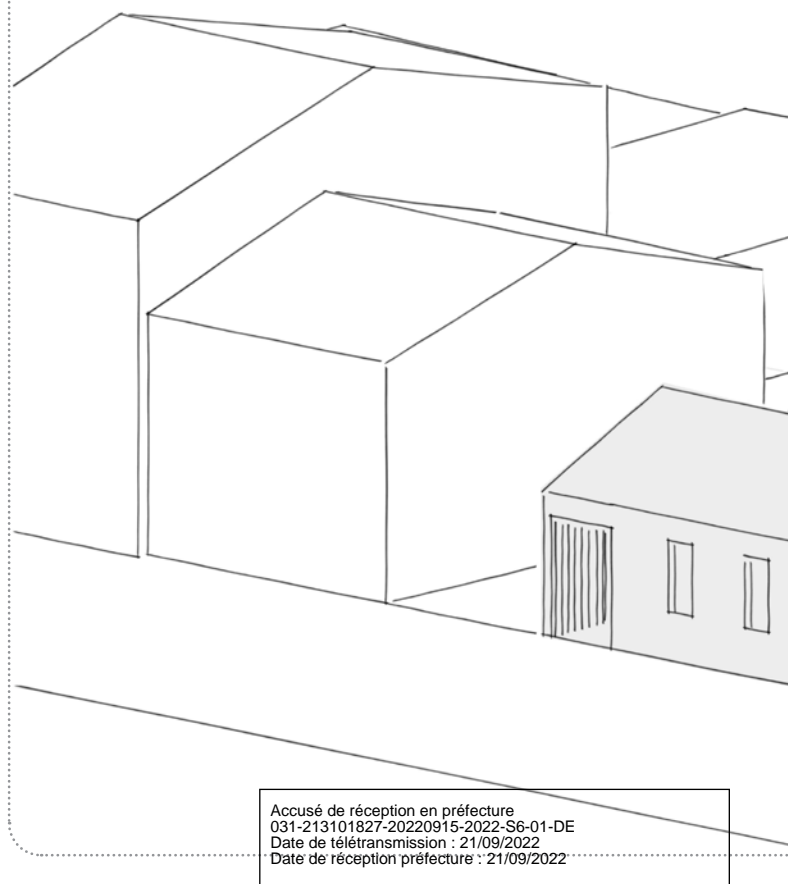 Accusé de réception en préfecture
031-213101827-20220915-2022-S6-01-DE
Date de télétransmission : 21/09/2022
Date de réception préfecture : 21/09/2022